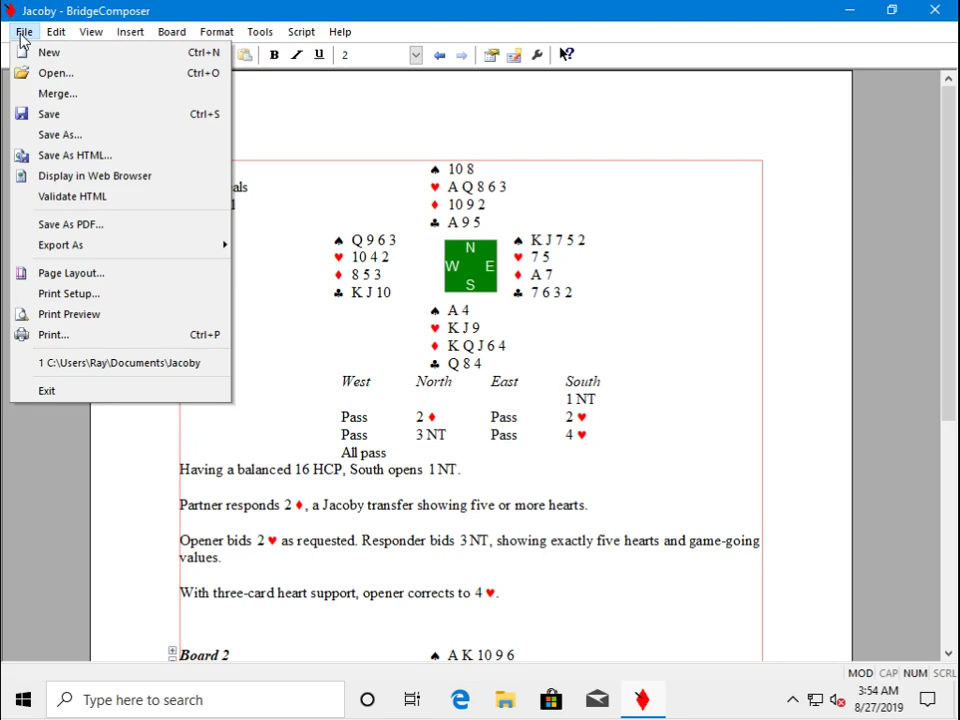 Jacoby - BridgeComposer
File Edit View Insert Board Format Tools Script Help
New Ctrl+N
Open... Ctrl+O
Merge...
Save Ctrl+S
Save As...
Save As HTML...
Display in Web Browser
Validate HTML
Save As PDF...
Export As
Page Layout...
Print Setup...
Print Preview
Print... Ctrl+P
1 C:\Users\Ray\Documents\Jacoby
Exit
B I U 2
♠ 10 8
♥ A Q 8 6 3
♦ 10 9 2
♣ A 9 5
♠ Q 9 6 3
♥ 10 4 2
♦ 8 5 3
♣ K J 10
N
W E
S
♠ K J 7 5 2
♥ 7 5
♦ A 7
♣ 7 6 3 2
♠ A 4
♥ K J 9
♦ K Q J 6 4
♣ Q 8 4
West North East South
1 NT
Pass 2 ♦ Pass 2 ♥
Pass 3 NT Pass 4 ♥
All pass
Having a balanced 16 HCP, South opens 1 NT.
Partner responds 2 ♦, a Jacoby transfer showing five or more hearts.
Opener bids 2 ♥ as requested. Responder bids 3 NT, showing exactly five hearts and game-going
values.
With three-card heart support, opener corrects to 4 ♥.
Board 2 ♠ A K 10 9 6
MOD CAP NUM SCRL
Type here to search
3:54 AM
8/27/2019